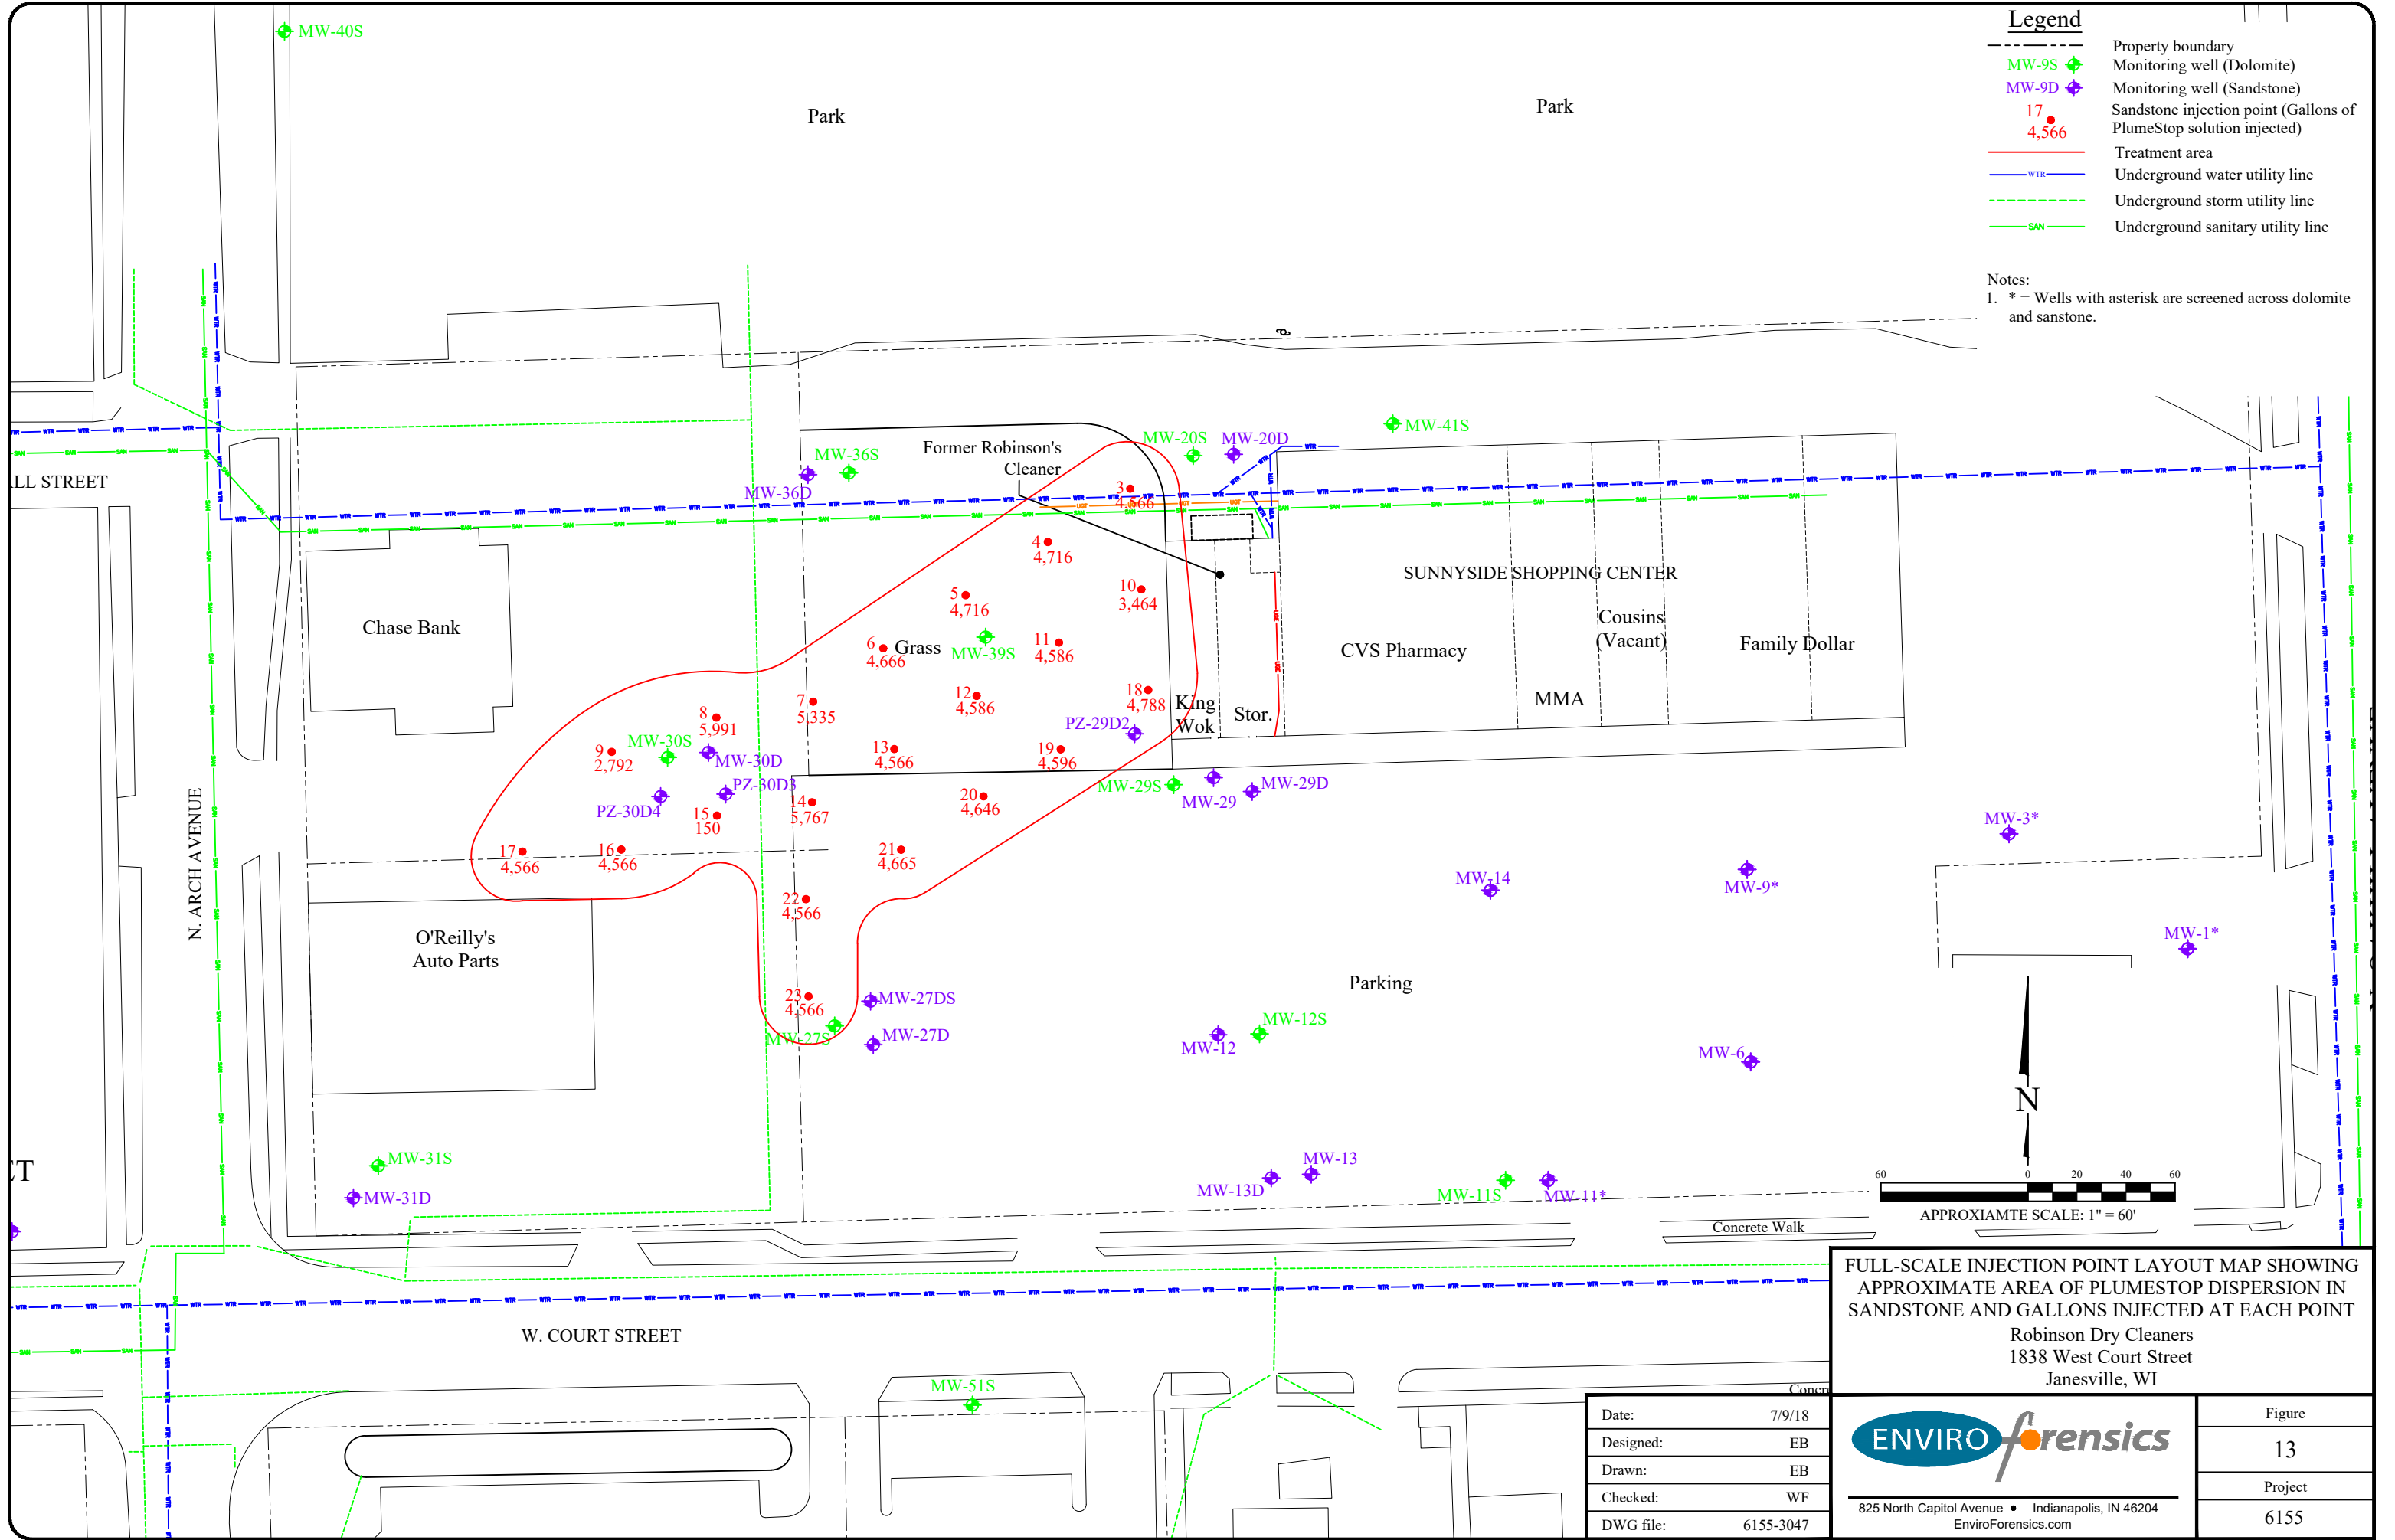 MW-40S
Park
Park
Legend
Property boundary
MW-9S
Monitoring well (Dolomite)
MW-9D
Monitoring well (Sandstone)
17
4,566
Sandstone injection point (Gallons of
PlumeStop solution injected)
Treatment area
WTR
Underground water utility line
Underground storm utility line
SAN
Underground sanitary utility line
Notes:
1. * = Wells with asterisk are screened across dolomite
and sanstone.
LL STREET
MW-36S
MW-36D
Former Robinson's
Cleaner
MW-20S
MW-20D
MW-41S
3
4,566
4
4,716
5
4,716
10
3,464
6
4,666
Grass
MW-39S
11
4,586
7
5,335
12
4,586
18
4,788
8
5,991
9
2,792
MW-30S
MW-30D
13
4,566
19
4,596
PZ-29D2
PZ-30D3
PZ-30D4
14
5,767
15
150
20
4,646
MW-29S
MW-29
MW-29D
17
4,566
16
4,566
21
4,665
22
4,566
23
4,566
MW-27S
MW-27DS
MW-27D
Chase Bank
O'Reilly's
Auto Parts
N. ARCH AVENUE
SUNNYSIDE SHOPPING CENTER
King
Wok
Stor.
CVS Pharmacy
MMA
Cousins
(Vacant)
Family Dollar
MW-3*
MW-14
MW-9*
MW-1*
Parking
MW-12
MW-12S
MW-6
N
MW-31S
MW-31D
MW-13D
MW-13
MW-11S
MW-11*
60
0
20
40
60
APPROXIAMTE SCALE: 1" = 60'
Concrete Walk
W. COURT STREET
MW-51S
Concre
FULL-SCALE INJECTION POINT LAYOUT MAP SHOWING
APPROXIMATE AREA OF PLUMESTOP DISPERSION IN
SANDSTONE AND GALLONS INJECTED AT EACH POINT
Robinson Dry Cleaners
1838 West Court Street
Janesville, WI
Date: 7/9/18
Designed: EB
Drawn: EB
Checked: WF
DWG file: 6155-3047
ENVIRO forensics
825 North Capitol Avenue • Indianapolis, IN 46204
EnviroForensics.com
Figure
13
Project
6155